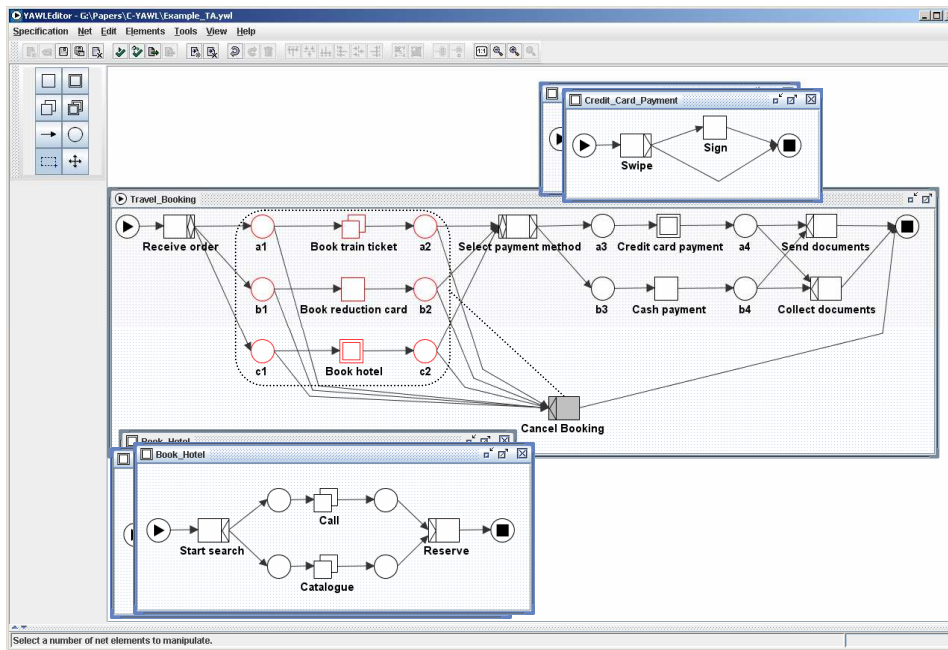 YAWLEditor - G:\Papers\C-YAWL\Example_TA.ywl
Specification Net Edit Elements Tools View Help
1:1
Credit_Card_Payment
Swipe
Sign
Travel_Booking
Receive order
a1
Book train ticket
a2
Select payment method
a3
Credit card payment
a4
Send documents
b1
Book reduction card
b2
b3
Cash payment
b4
Collect documents
c1
Book hotel
c2
Cancel Booking
Book_Hotel
Book_Hotel
Start search
Call
Catalogue
Reserve
Select a number of net elements to manipulate.